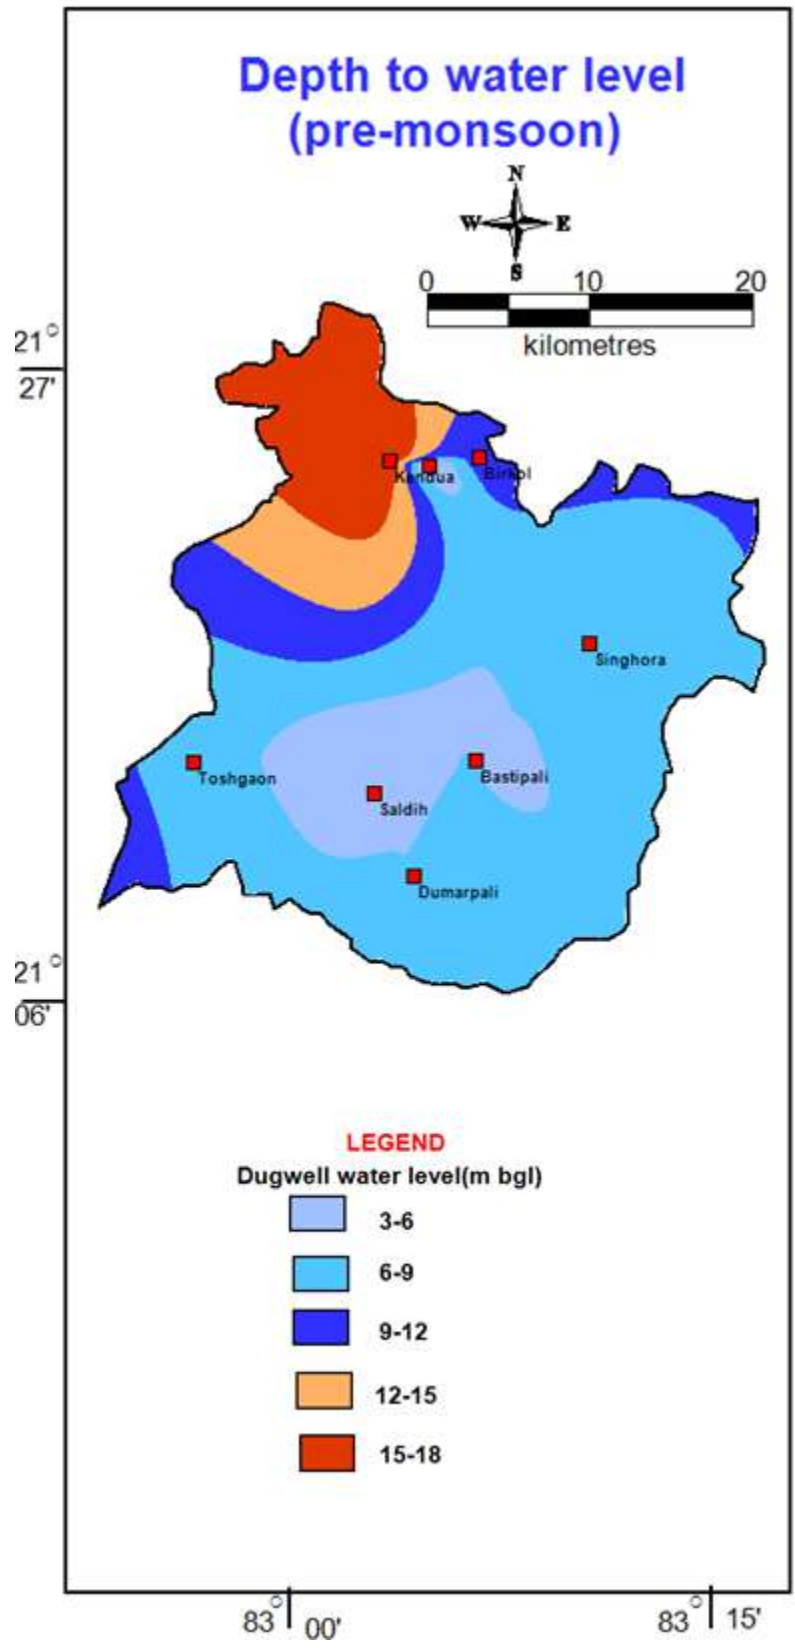 Depth to water level
(pre-monsoon)
N
W E
S
0 10 20
kilometres
21°
27'
Kendua
Birkol
Singhora
Toshgaon
Bastipali
Saldih
Dumarpali
21°
06'
LEGEND
Dugwell water level(m bgl)
3-6
6-9
9-12
12-15
15-18
83° 00'
83° 15'